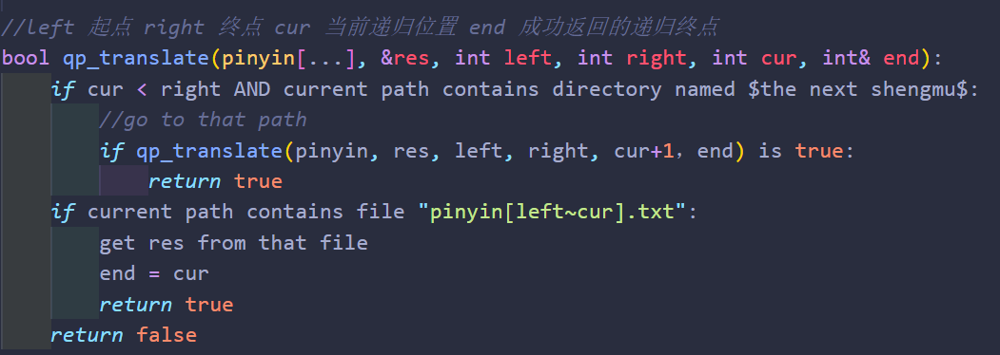 //left 起点 right 终点 cur 当前递归位置 end 成功返回的递归终点
bool qp_translate(pinyin[...], &res, int left, int right, int cur, int& end):
if cur < right AND current path contains directory named $the next shengmu$:
//go to that path
if qp_translate(pinyin, res, left, right, cur+1, end) is true:
return true
if current path contains file "pinyin[left~cur].txt":
get res from that file
end = cur
return true
return false